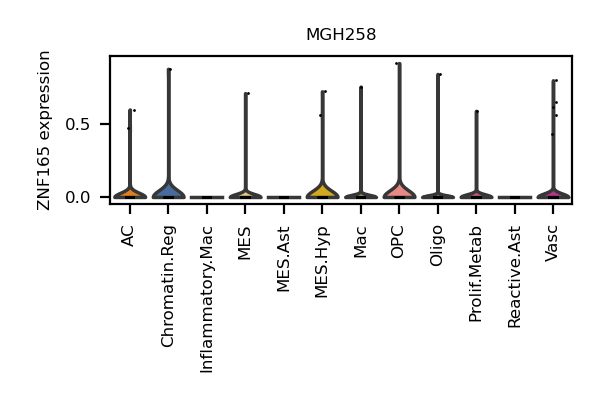 MGH258
ZNF165 expression
0.5
0.0
AC
Chromatin.Reg
Inflammatory.Mac
MES
MES.Ast
MES.Hyp
Mac
OPC
Oligo
Prolif.Metab
Reactive.Ast
Vasc